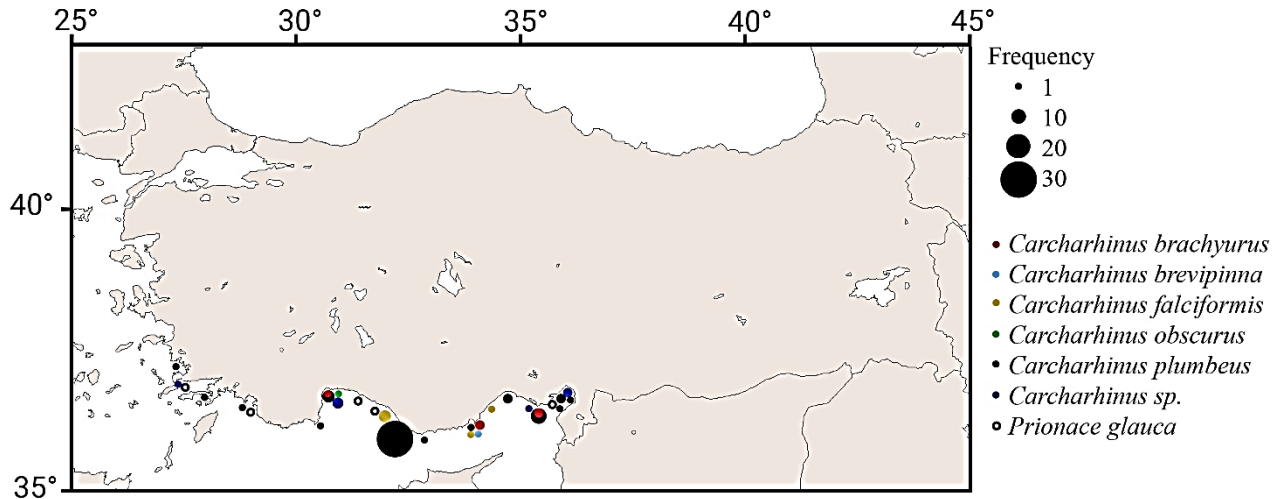 25° 30° 35° 40° 45°
Frequency
1
10
20
30
40°
35°
Carcharhinus brachyurus
Carcharhinus brevipinna
Carcharhinus falciformis
Carcharhinus obscurus
Carcharhinus plumbeus
Carcharhinus sp.
Prionace glauca